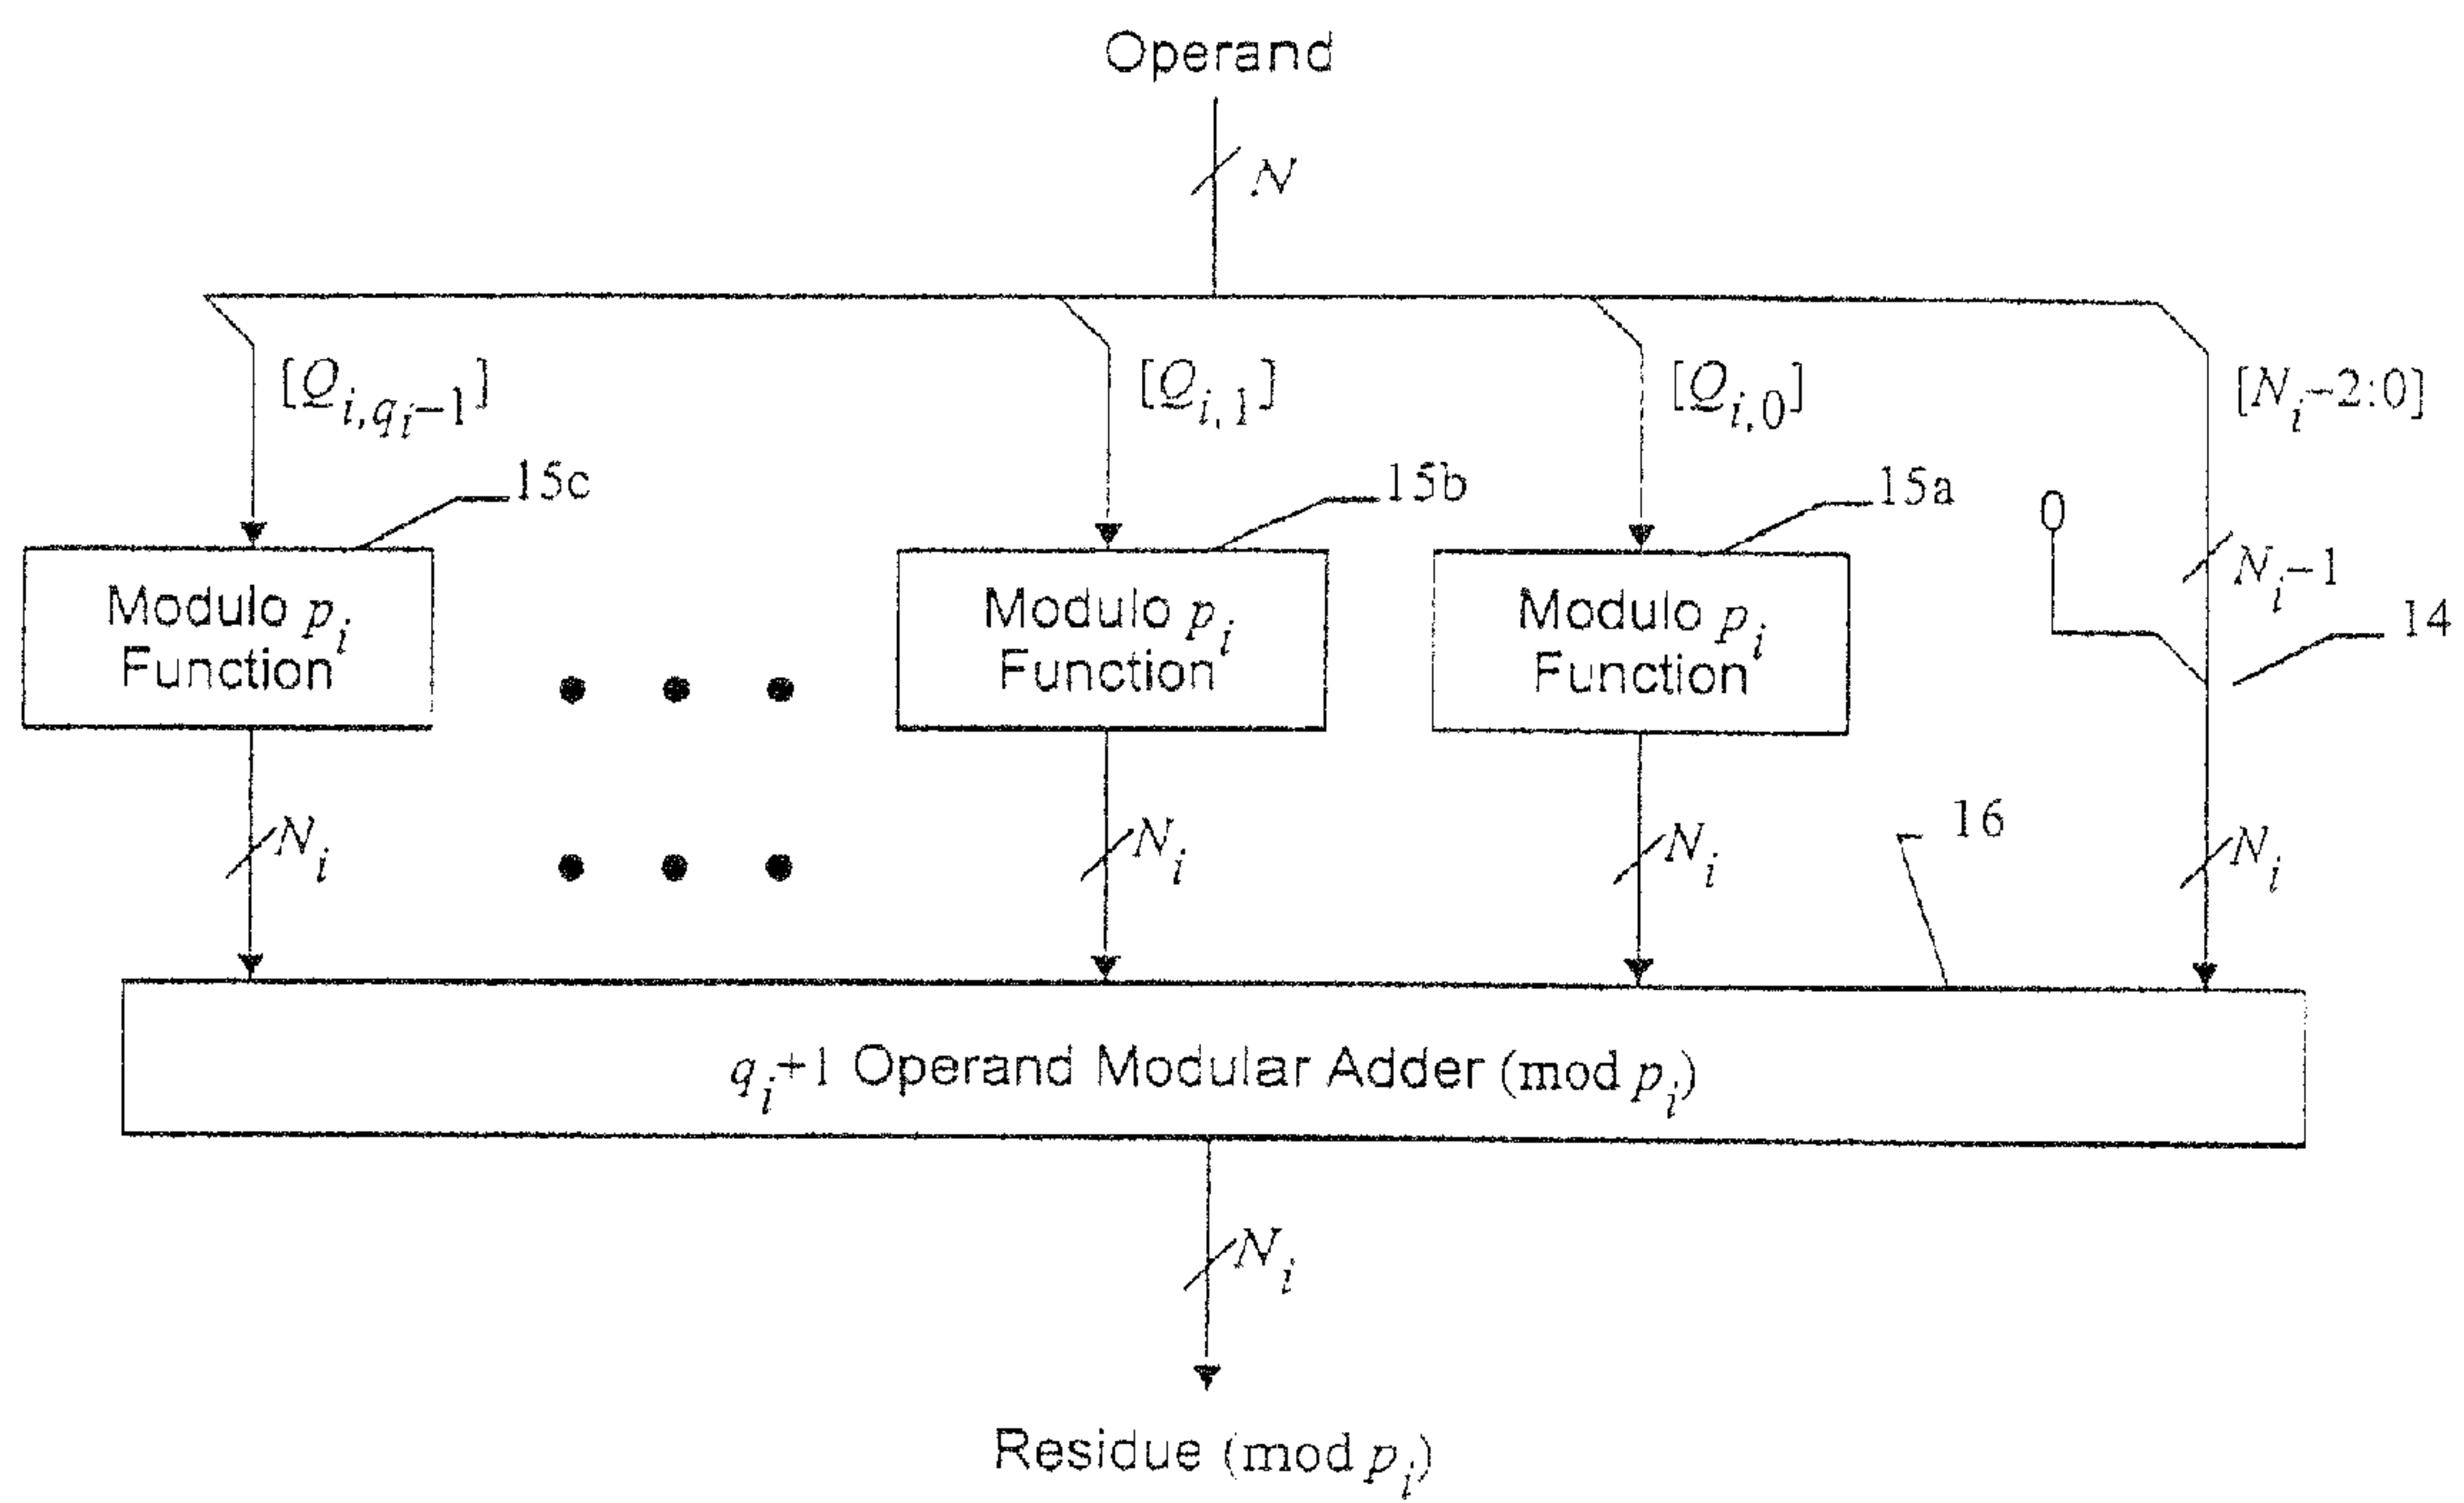 Operand
N
[Q_{i,q_i−1}]
[Q_{i,1}]
[Q_{i,0}]
[N_i−2:0]
15c
15b
15a
0
N_i−1
Modulo p_i
Function
Modulo p_i
Function
Modulo p_i
Function
14
16
N_i
N_i
N_i
N_i
q_i+1 Operand Modular Adder (mod p_i)
N_i
Residue (mod p_i)